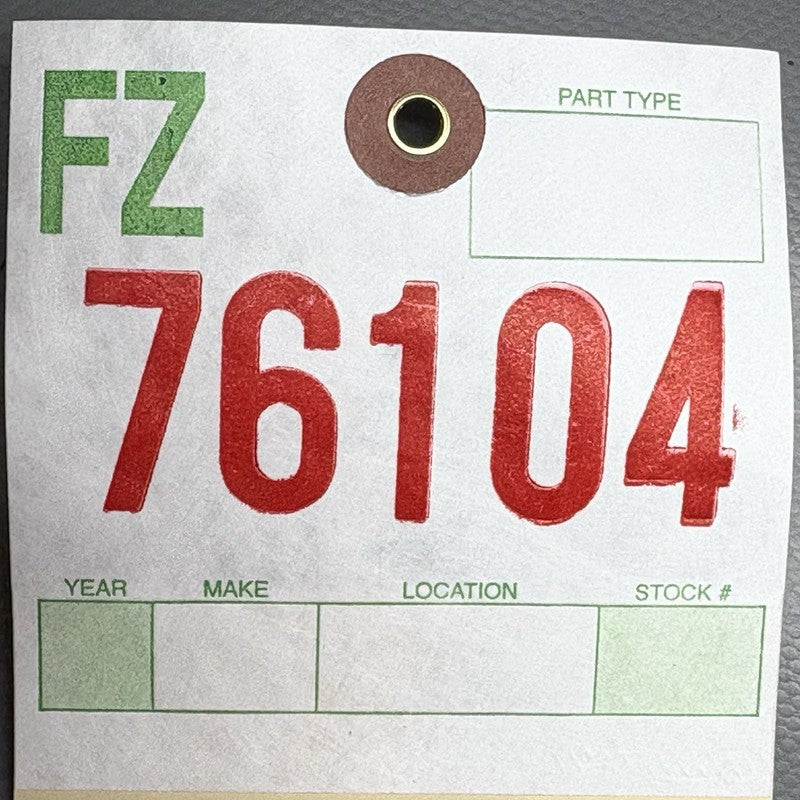 FZ
PART TYPE
76104
YEAR MAKE LOCATION STOCK #